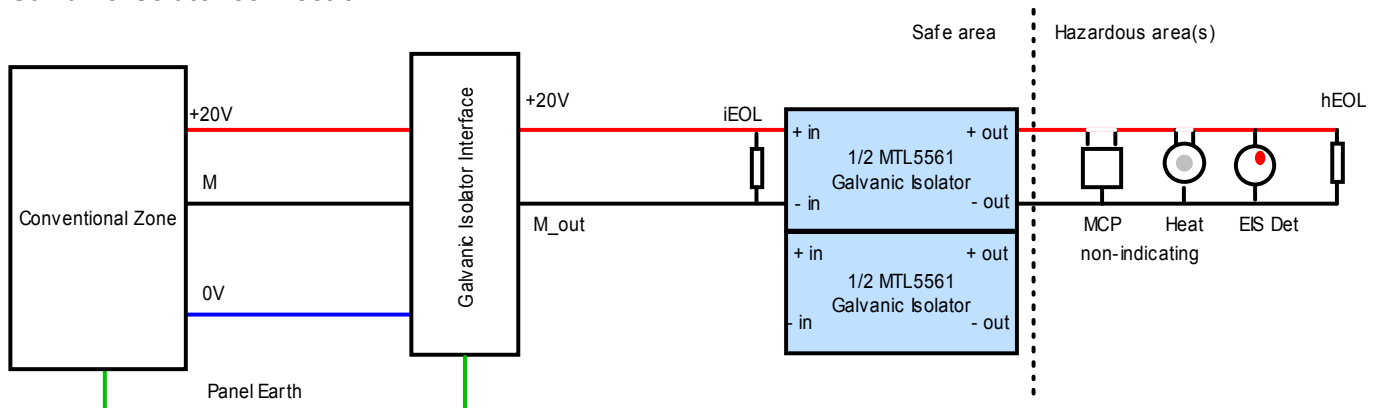 Safe area
Hazardous area(s)
+20V
+20V
iEOL
hEOL
+ in
+ out
1/2 MTL5561
Galvanic Isolator
- in
- out
M
M_out
Conventional Zone
Galvanic Isolator Interface
MCP
Heat
EIS Det
non-indicating
+ in
+ out
1/2 MTL5561
Galvanic Isolator
- in
- out
0V
Panel Earth